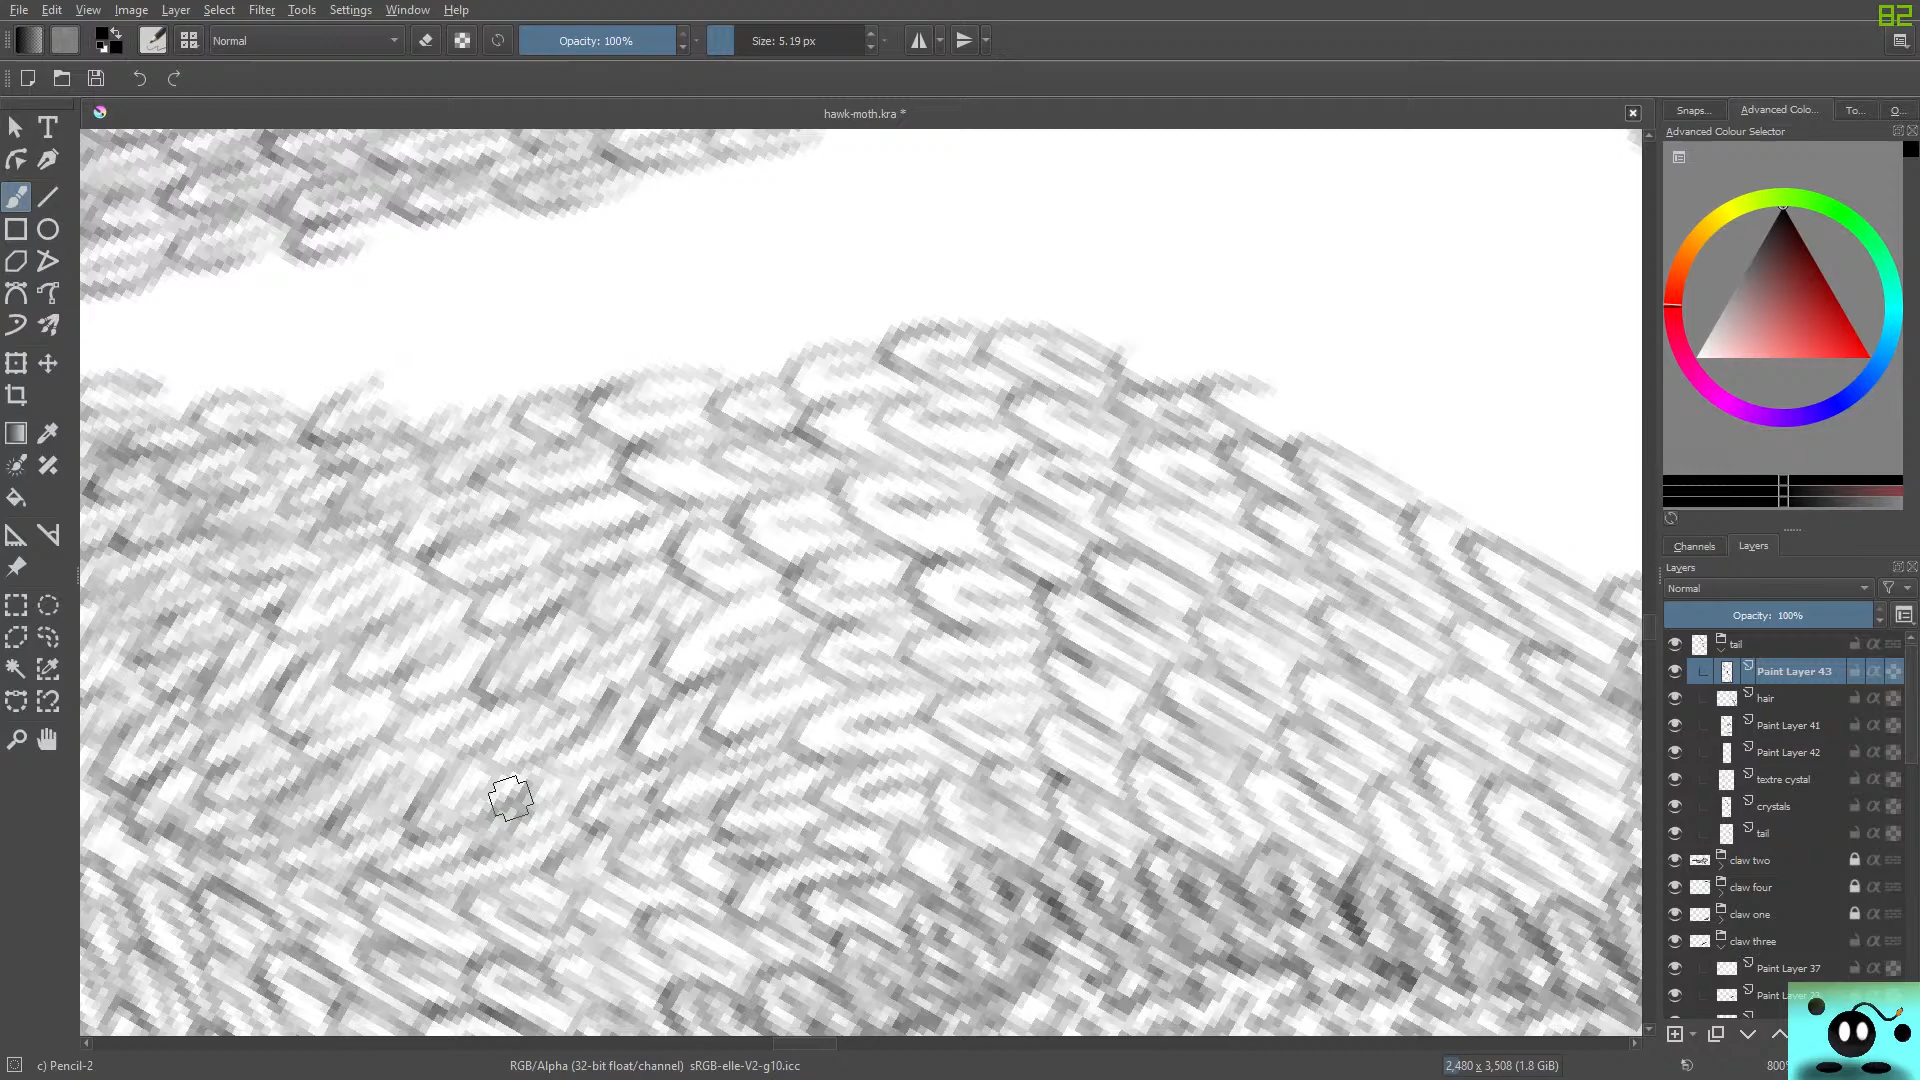 File Edit View Image Layer Select Filter Tools Settings Window Help
82
Normal
Opacity: 100%
Size: 5.19 px
hawk-moth.kra *
Snaps... Advanced Colo... To... O...
Advanced Colour Selector
Channels Layers
Layers
Normal
Opacity: 100%
tail
Paint Layer 43
hair
Paint Layer 41
Paint Layer 42
textre cystal
crystals
tail
claw two
claw four
claw one
claw three
Paint Layer 37
c) Pencil-2
RGB/Alpha (32-bit float/channel) sRGB-elle-V2-g10.icc
2,480 x 3,508 (1.8 GiB)